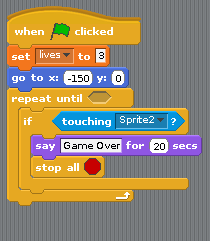 when clicked
set lives to 3
go to x: -150 y: 0
repeat until
if touching Sprite2 ?
say Game Over for 20 secs
stop all